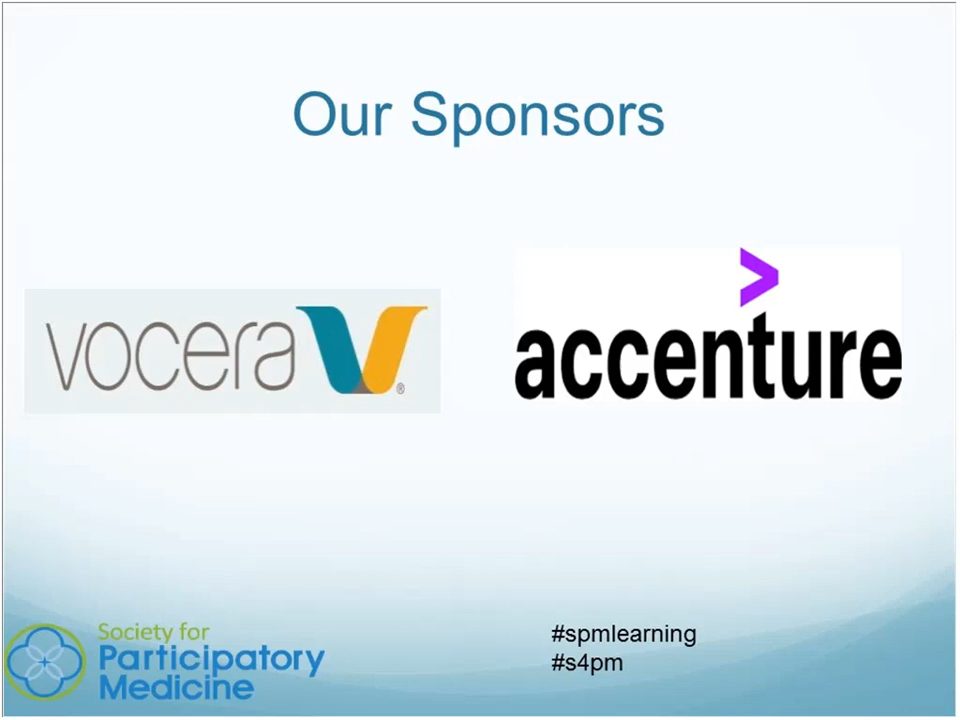 Our Sponsors
vocera
®
>
accenture
Society for
Participatory
Medicine
#spmlearning
#s4pm